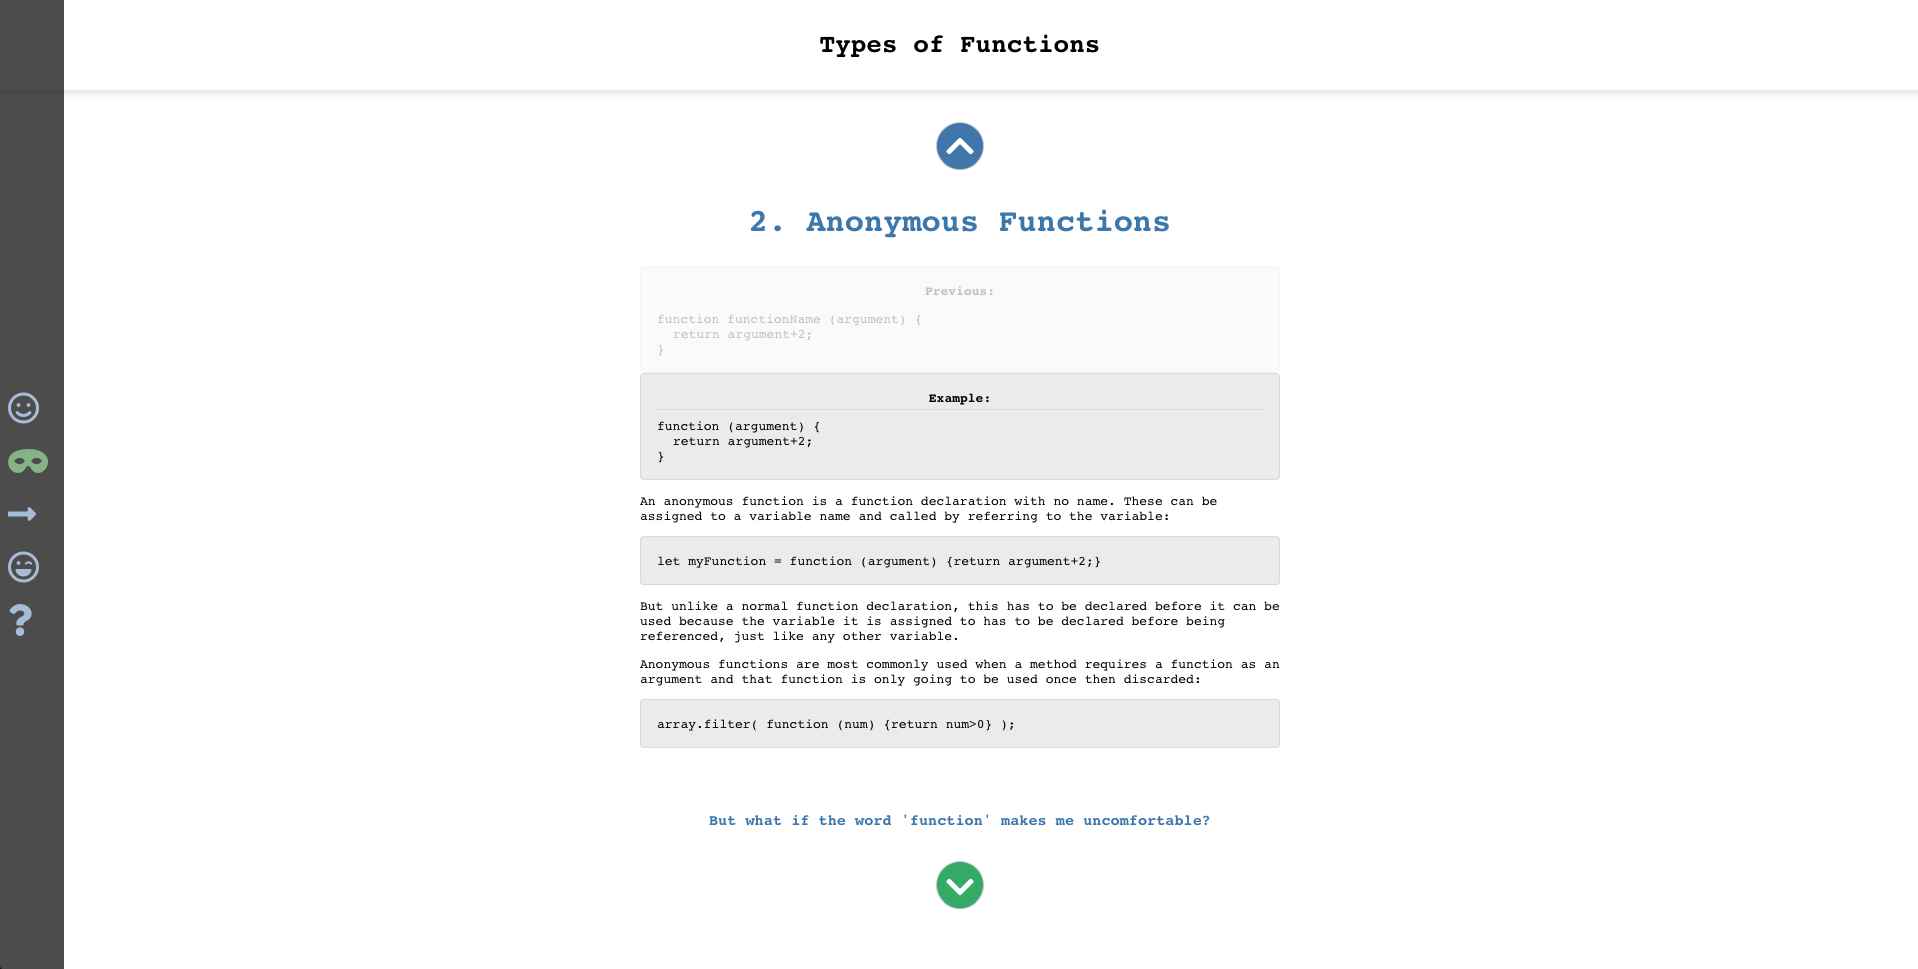 Types of Functions
2. Anonymous Functions
Previous:
function functionName (argument) {
  return argument+2;
}
Example:
function (argument) {
  return argument+2;
}
An anonymous function is a function declaration with no name. These can be
assigned to a variable name and called by referring to the variable:
let myFunction = function (argument) {return argument+2;}
But unlike a normal function declaration, this has to be declared before it can be
used because the variable it is assigned to has to be declared before being
referenced, just like any other variable.
Anonymous functions are most commonly used when a method requires a function as an
argument and that function is only going to be used once then discarded:
array.filter( function (num) {return num>0} );
But what if the word 'function' makes me uncomfortable?